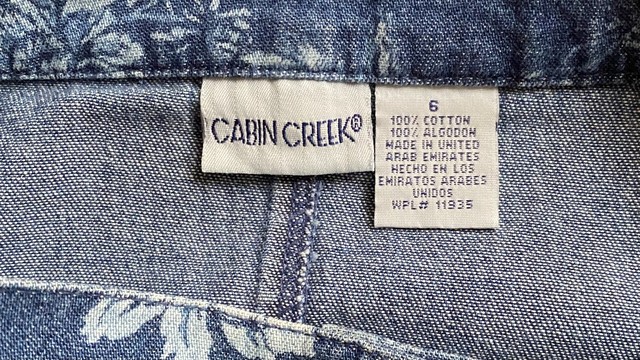 CABIN CREEK®
6
100% COTTON
100% ALGODON
MADE IN UNITED
ARAB EMIRATES
HECHO EN LOS
EMIRATOS ARABES
UNIDOS
WPL# 11935